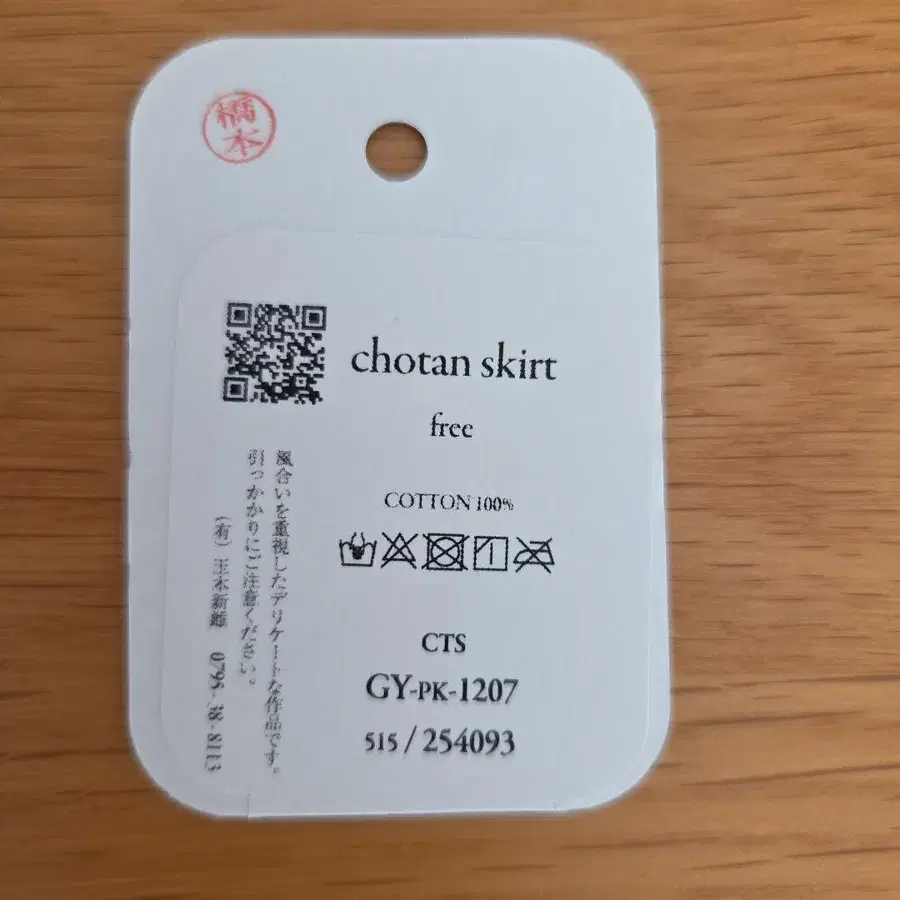 橋本
chotan skirt
free
COTTON 100%
風合いを重視したデリケートな作品です。
引っかかりにご注意ください。
(有) 玉木新雌 0795-38-8113
CTS
GY-PK-1207
515 / 254093